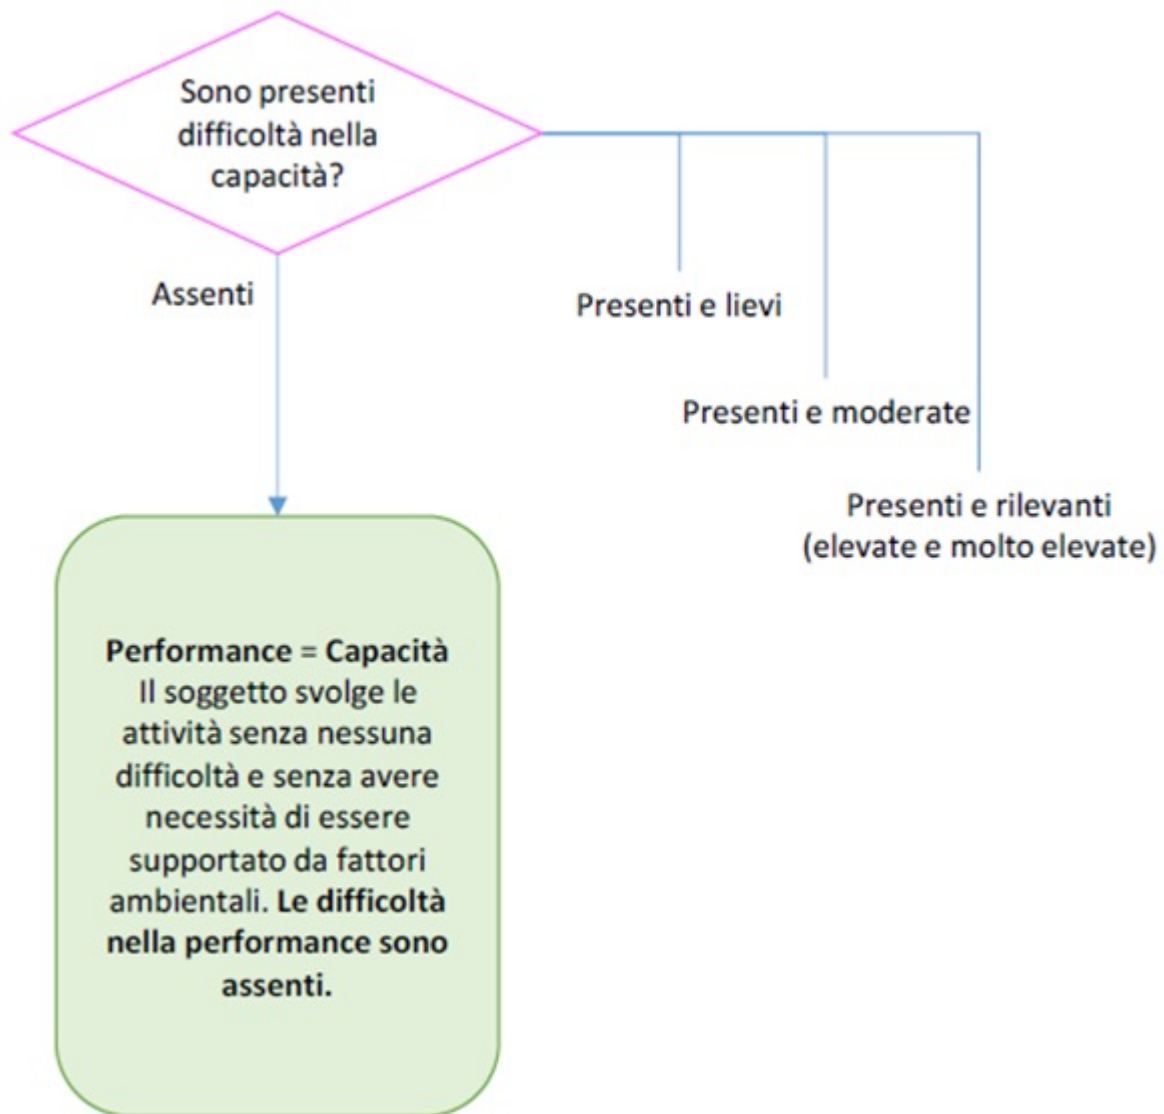 Sono presenti
difficoltà nella
capacità?
Assenti
Presenti e lievi
Presenti e moderate
Presenti e rilevanti
(elevate e molto elevate)
Performance = Capacità
Il soggetto svolge le
attività senza nessuna
difficoltà e senza avere
necessità di essere
supportato da fattori
ambientali. Le difficoltà
nella performance sono
assenti.